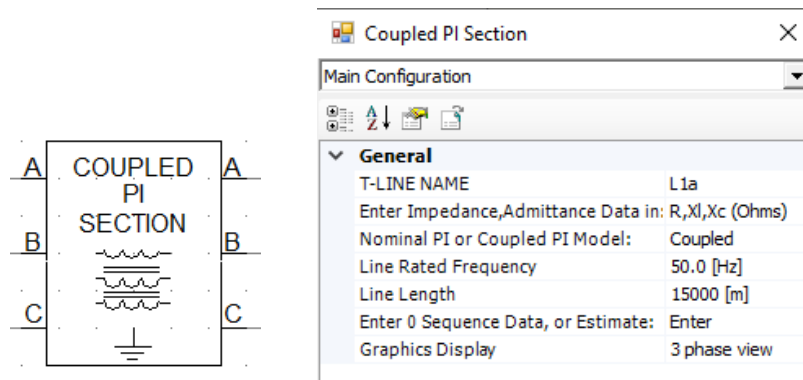 A COUPLED A
PI
SECTION
B B
C C
Coupled PI Section
Main Configuration
General
T-LINE NAME L1a
Enter Impedance,Admittance Data in: R,Xl,Xc (Ohms)
Nominal PI or Coupled PI Model: Coupled
Line Rated Frequency 50.0 [Hz]
Line Length 15000 [m]
Enter 0 Sequence Data, or Estimate: Enter
Graphics Display 3 phase view